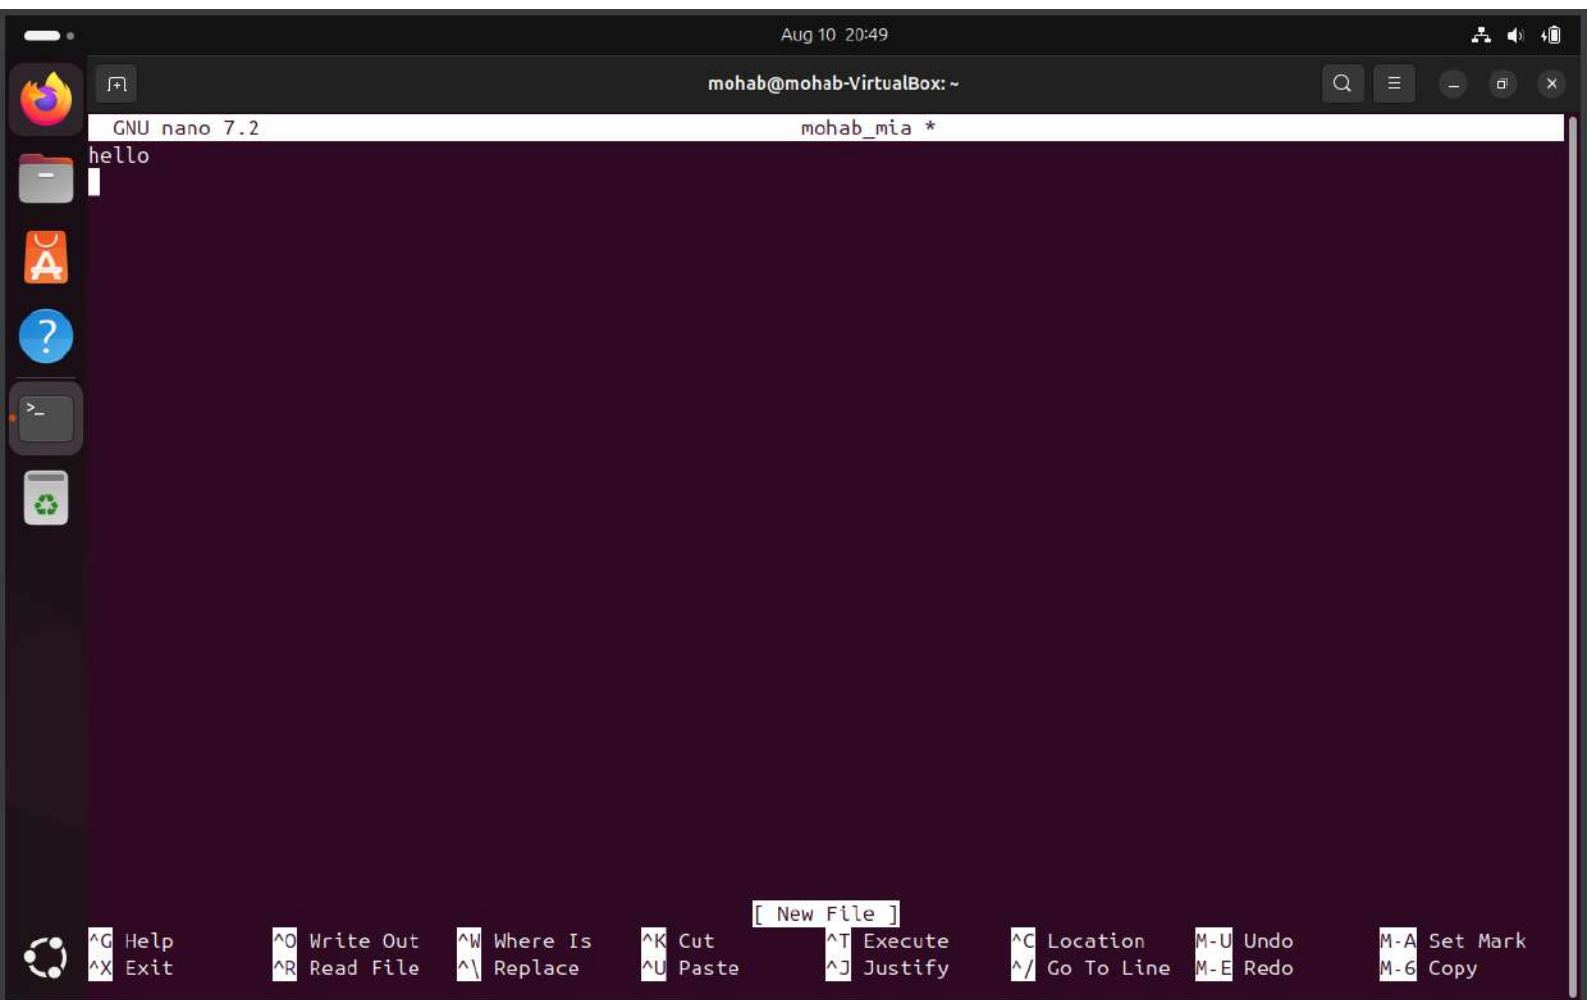 Aug 10 20:49
mohab@mohab-VirtualBox: ~
GNU nano 7.2 mohab_mia *
hello
[ New File ]
^G Help ^O Write Out ^W Where Is ^K Cut ^T Execute ^C Location M-U Undo M-A Set Mark
^X Exit ^R Read File ^\ Replace ^U Paste ^J Justify ^/ Go To Line M-E Redo M-6 Copy